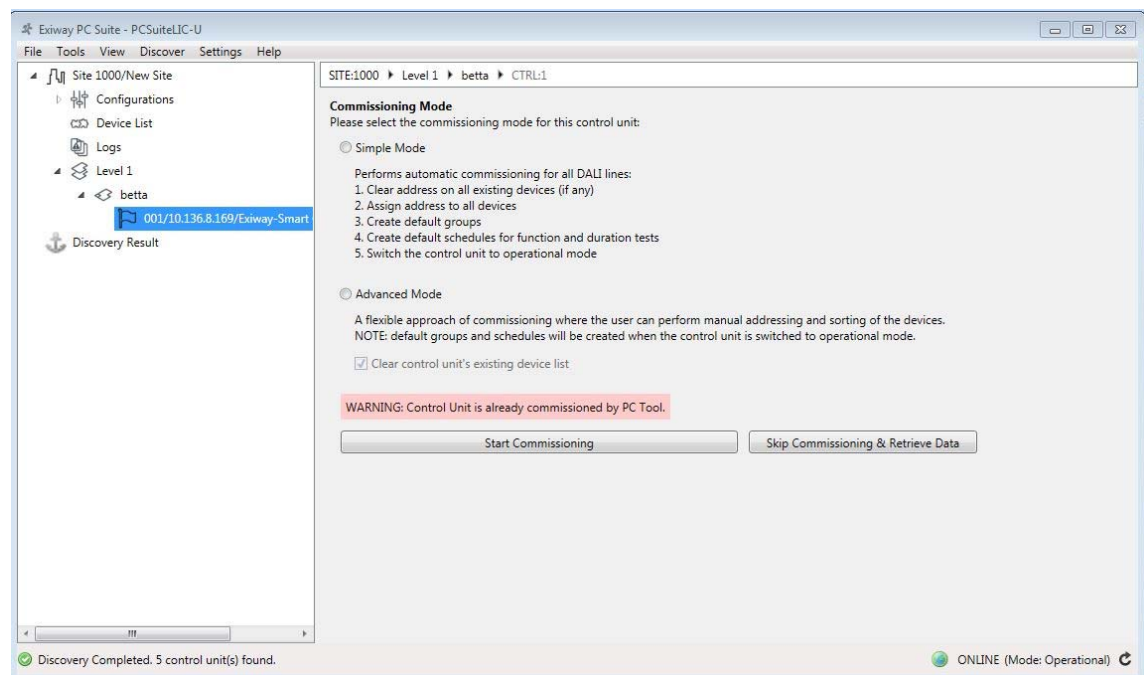 Exiway PC Suite - PCSuiteLIC-U
File Tools View Discover Settings Help
Site 1000/New Site
Configurations
Device List
Logs
Level 1
betta
001/10.136.8.169/Exiway-Smart
Discovery Result
SITE:1000 Level 1 betta CTRL:1
Commissioning Mode
Please select the commissioning mode for this control unit:
Simple Mode
Performs automatic commissioning for all DALI lines:
1. Clear address on all existing devices (if any)
2. Assign address to all devices
3. Create default groups
4. Create default schedules for function and duration tests
5. Switch the control unit to operational mode
Advanced Mode
A flexible approach of commissioning where the user can perform manual addressing and sorting of the devices.
NOTE: default groups and schedules will be created when the control unit is switched to operational mode.
Clear control unit's existing device list
WARNING: Control Unit is already commissioned by PC Tool.
Start Commissioning
Skip Commissioning & Retrieve Data
Discovery Completed. 5 control unit(s) found.
ONLINE (Mode: Operational)